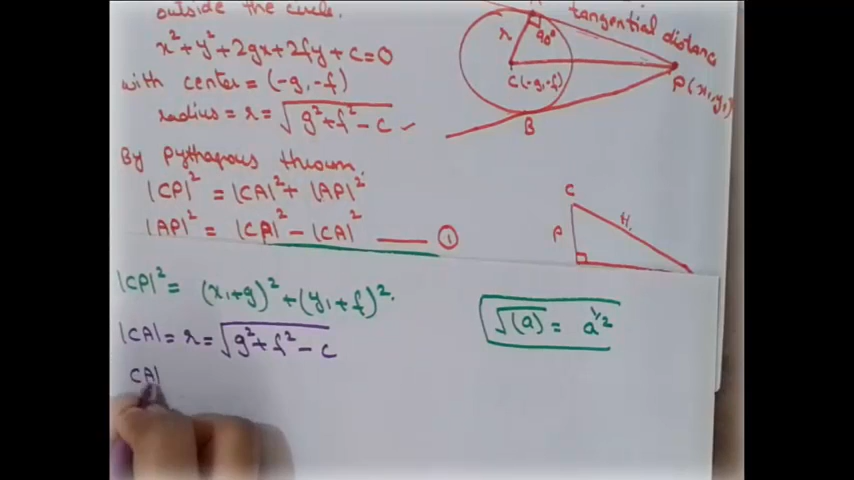 outside the circle.
x²+y²+2gx+2fy+c=0
with center = (-g,-f)
radius = r = √g²+f²-c ✓
By Pythagorus theorum.
|CP|² = |CA|² + |AP|²
|AP|² = |CA|² - |CA|² —— ①
tangential distance
r
90°
C(-g,-f)
P(x₁,y₁)
B
C
P
H.
|CP|² = (x₁+g)²+(y₁+f)².
|CA| = r = √g²+f²-c
CA|
√(a) = a^½